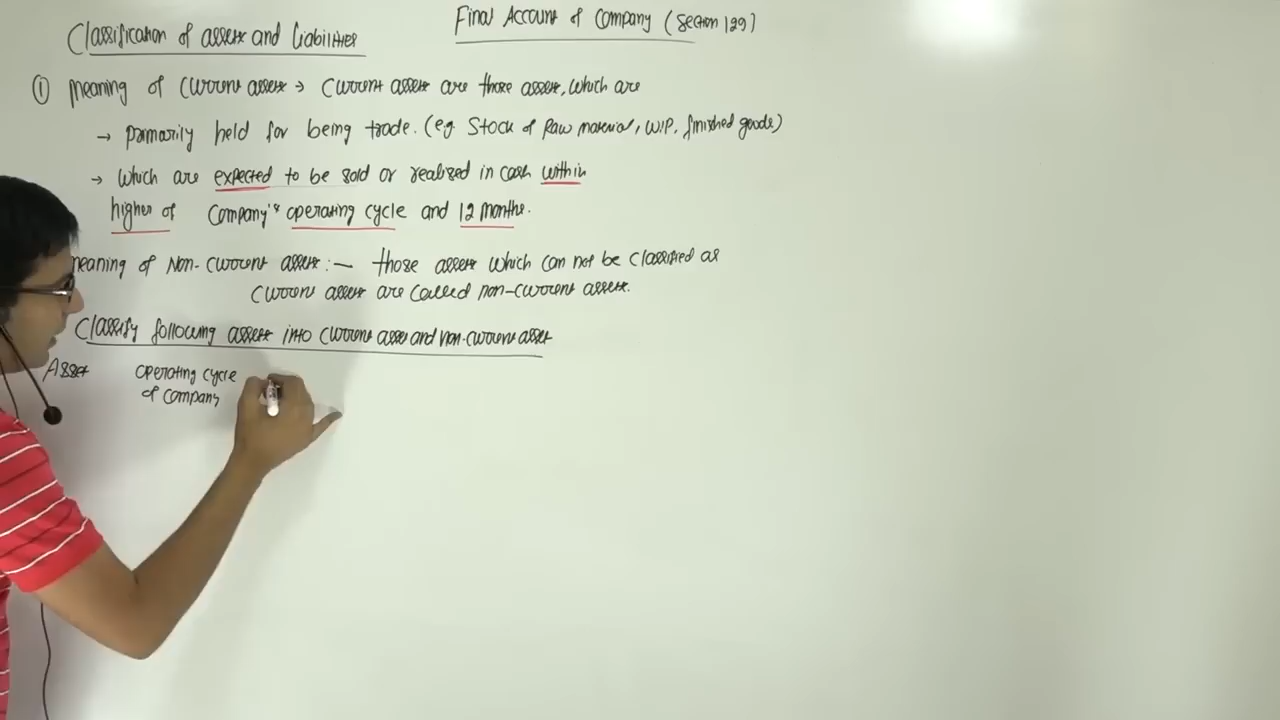 Final Account of Company (Section 129)
Classification of assets and Liabilities
① Meaning of Current assets → Current assets are those assets, which are
→ primarily held for being trade. (eg Stock of Raw material, WIP, finished goods)
→ which are expected to be sold or realized in cash within
higher of Company's operating cycle and 12 months.
meaning of Non-Current assets :— those assets which can not be classified as
Current assets are called non-current assets.
Classify following assets into Current asset and non-current asset
Asset operating cycle
of company